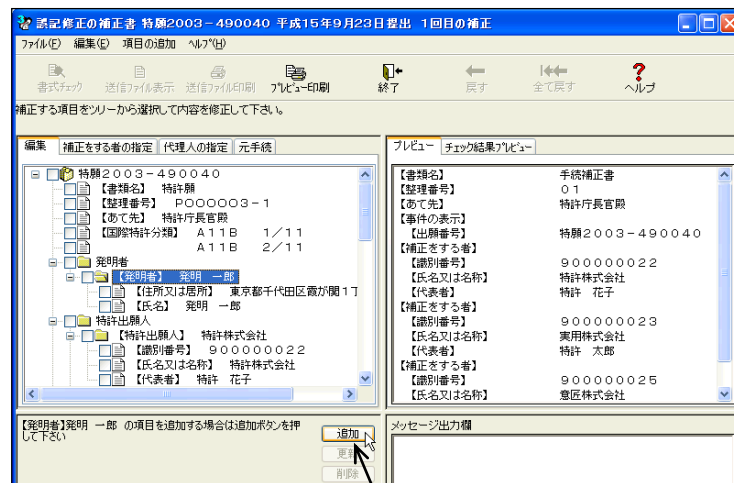 誤記修正の補正書 特願2003-490040 平成15年9月23日提出 1回目の補正
ファイル(F) 編集(E) 項目の追加 ヘルプ(H)
書式チェック 送信ファイル表示 送信ファイル印刷 プレビュー印刷 終了 戻す 全て戻す ヘルプ
補正する項目をツリーから選択して内容を修正して下さい。
編集 補正をする者の指定 代理人の指定 元手続
特願2003-490040
【書類名】 特許願
【整理番号】 PO00003-1
【あて先】 特許庁長官殿
【国際特許分類】 A11B 1/11
A11B 2/11
発明者
【発明者】 発明 一郎
【住所又は居所】 東京都千代田区霞が関1丁
【氏名】 発明 一郎
特許出願人
【特許出願人】 特許株式会社
【識別番号】 900000022
【氏名又は名称】 特許株式会社
【代表者】 特許 花子
【発明者】発明 一郎 の項目を追加する場合は追加ボタンを押
して下さい
追加
更新
削除
プレビュー チェック結果プレビュー
【書類名】 手続補正書
【整理番号】 01
【あて先】 特許庁長官殿
【事件の表示】
【出願番号】 特願2003-490040
【補正をする者】
【識別番号】 900000022
【氏名又は名称】 特許株式会社
【代表者】 特許 花子
【補正をする者】
【識別番号】 900000023
【氏名又は名称】 実用株式会社
【代表者】 特許 太郎
【補正をする者】
【識別番号】 900000025
【氏名又は名称】 意匠株式会社
メッセージ出力欄